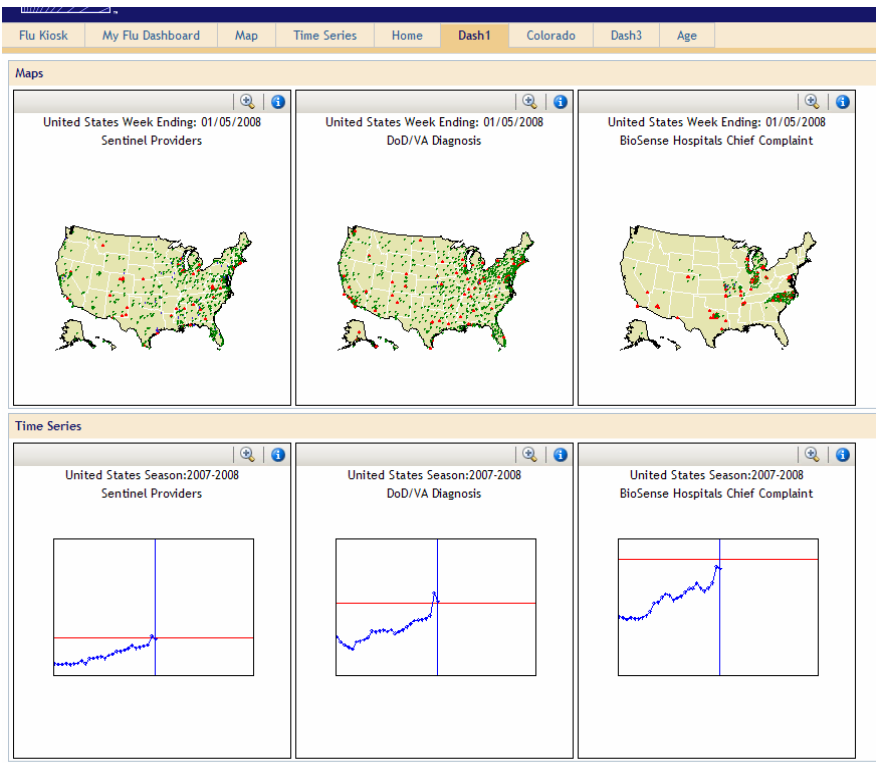 Flu Kiosk My Flu Dashboard Map Time Series Home Dash1 Colorado Dash3 Age
Maps
United States Week Ending: 01/05/2008
Sentinel Providers
United States Week Ending: 01/05/2008
DoD/VA Diagnosis
United States Week Ending: 01/05/2008
BioSense Hospitals Chief Complaint
Time Series
United States Season:2007-2008
Sentinel Providers
United States Season:2007-2008
DoD/VA Diagnosis
United States Season:2007-2008
BioSense Hospitals Chief Complaint